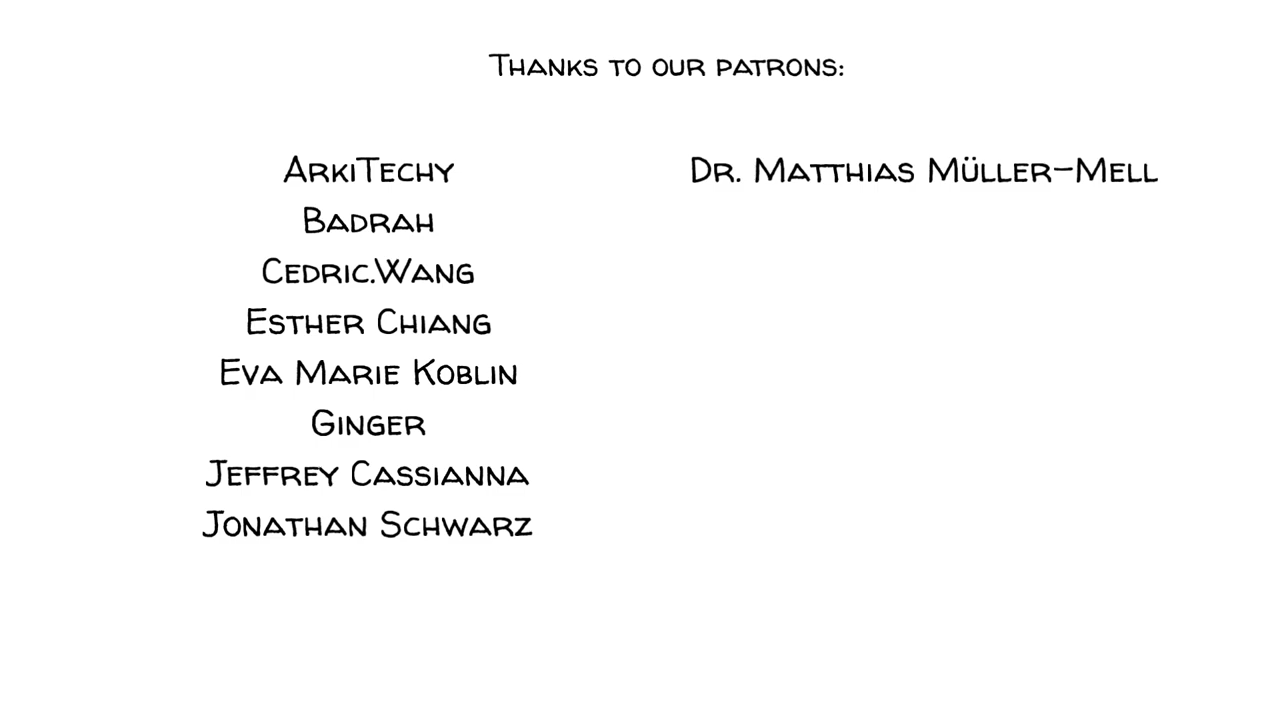 Thanks to our patrons:
ArkiTechy
Badrah
Cedric.Wang
Esther Chiang
Eva Marie Koblin
Ginger
Jeffrey Cassianna
Jonathan Schwarz
Dr. Matthias Müller-Mell